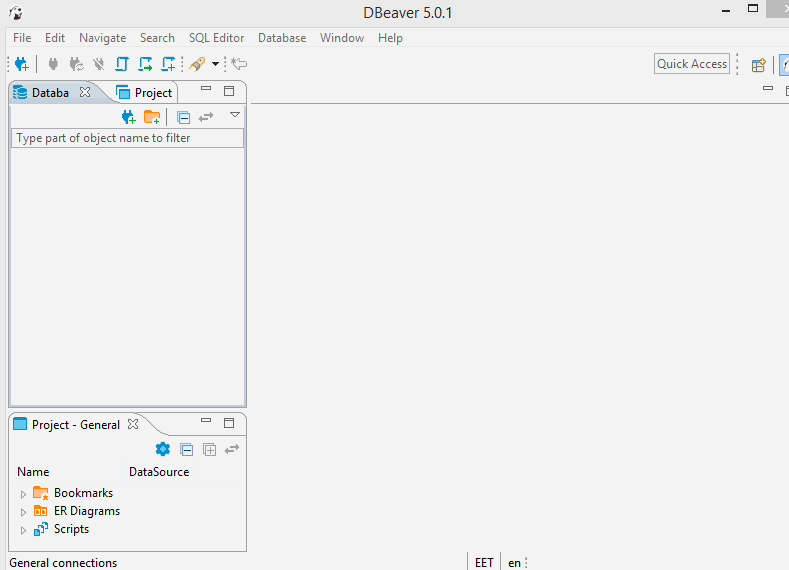 DBeaver 5.0.1
File Edit Navigate Search SQL Editor Database Window Help
Quick Access
Databa Project
Type part of object name to filter
Project - General
Name DataSource
Bookmarks
ER Diagrams
Scripts
General connections EET en